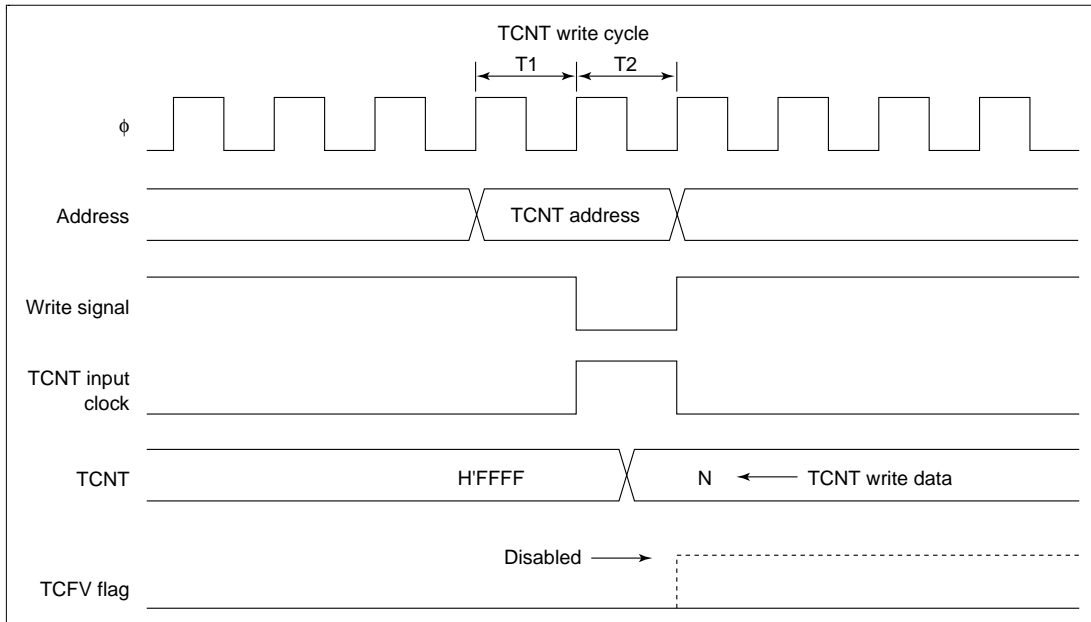 TCNT write cycle
T1 T2
ϕ
Address
TCNT address
Write signal
TCNT input
clock
TCNT
H'FFFF
N
TCNT write data
Disabled
TCFV flag